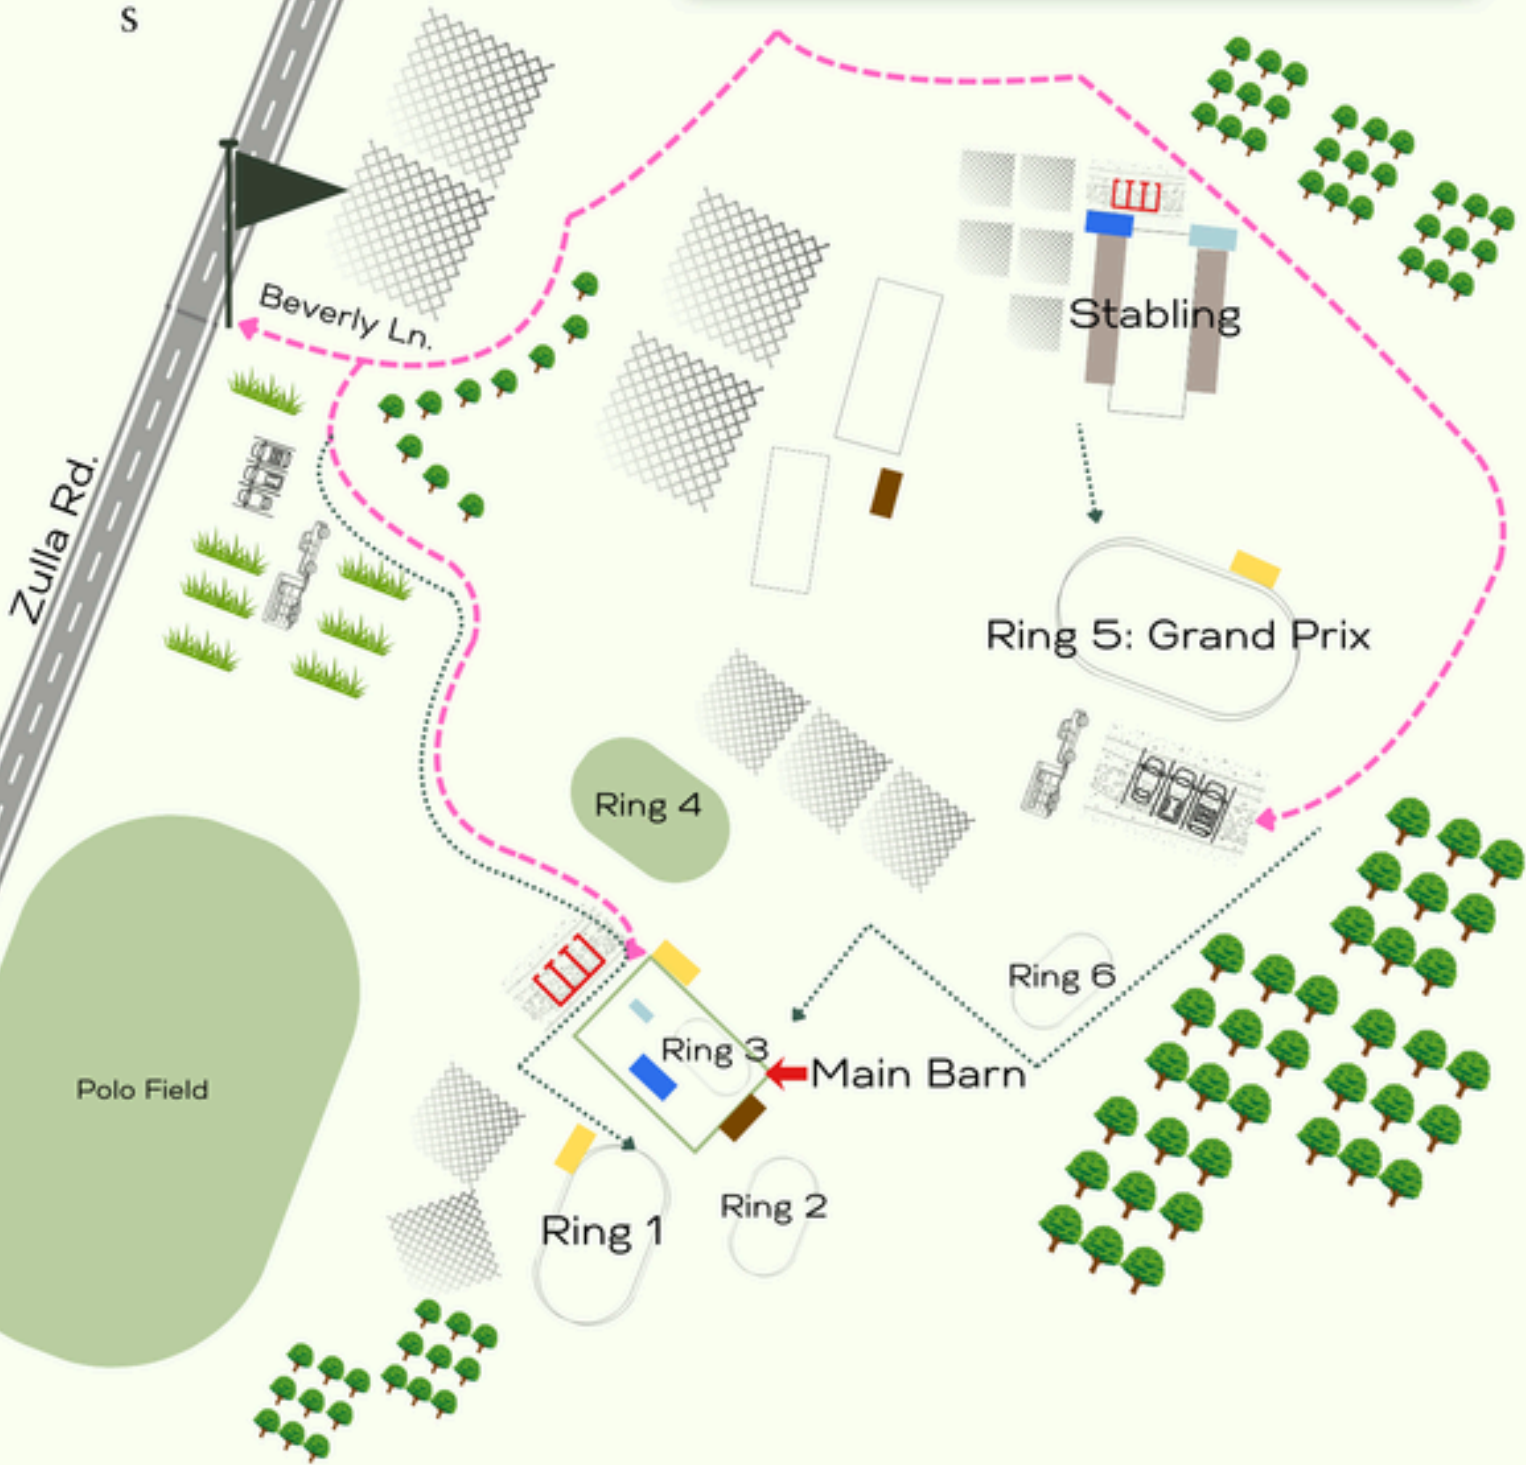 S
Beverly Ln.
Stabling
Zulla Rd.
Ring 5: Grand Prix
Ring 4
Ring 6
Ring 3
Main Barn
Polo Field
Ring 2
Ring 1